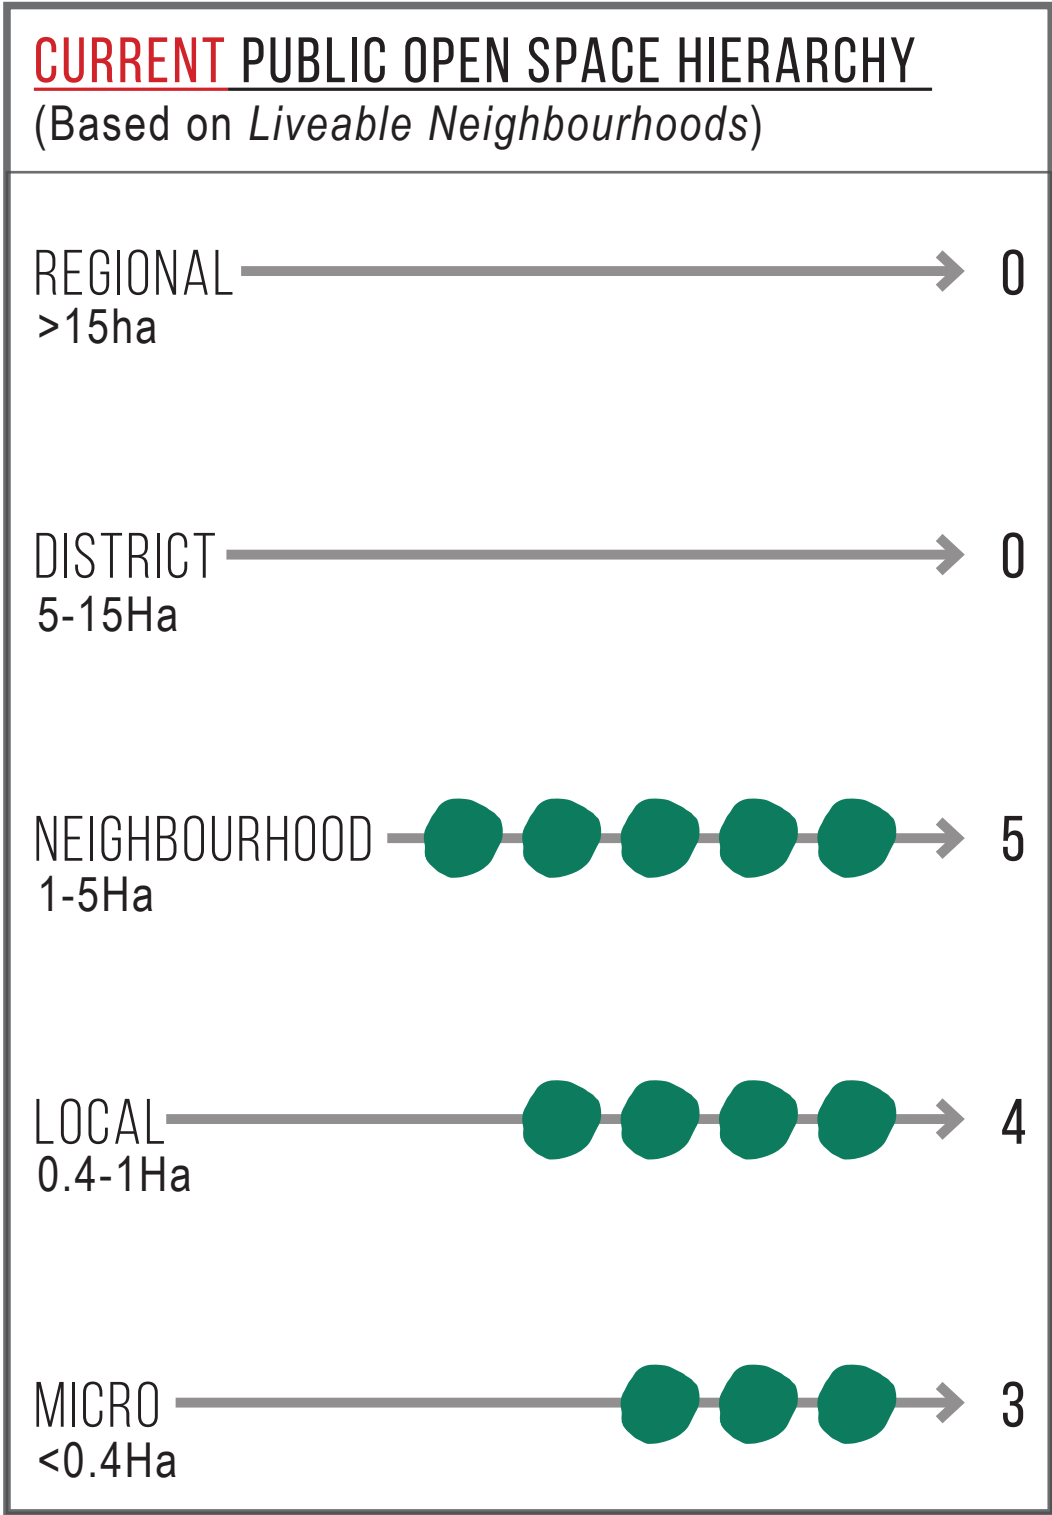 CURRENT PUBLIC OPEN SPACE HIERARCHY
(Based on Liveable Neighbourhoods)
REGIONAL 0
>15ha
DISTRICT 0
5-15Ha
NEIGHBOURHOOD 5
1-5Ha
LOCAL 4
0.4-1Ha
MICRO 3
<0.4Ha